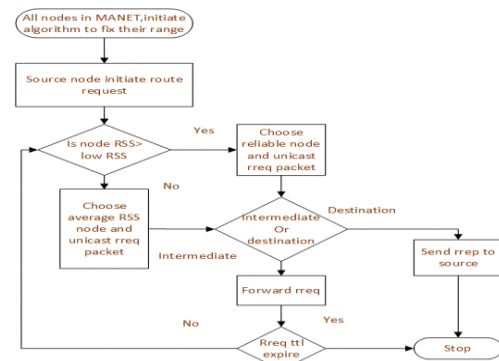 All nodes in MANET,initiate
algorithm to fix their range
Source node initiate route
request
Is node RSS>
low RSS
Yes
Choose
reliable node
and unicast
rreq packet
No
Choose
average RSS
node and
unicast rreq
packet
Intermediate
Intermediate
Or
destination
Destination
Send rrep to
source
Forward rreq
No
Yes
Rreq ttl
expire
Stop